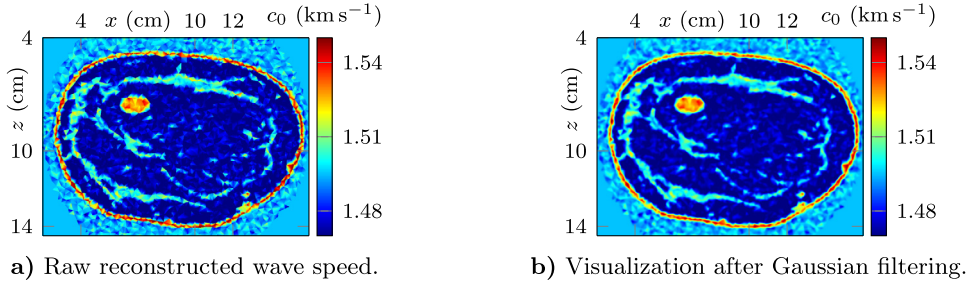 4 x (cm) 10 12 c₀ (km s⁻¹)
4
1.54
z (cm)
1.51
10
1.48
14
a) Raw reconstructed wave speed.
4 x (cm) 10 12 c₀ (km s⁻¹)
4
1.54
z (cm)
1.51
10
1.48
14
b) Visualization after Gaussian filtering.